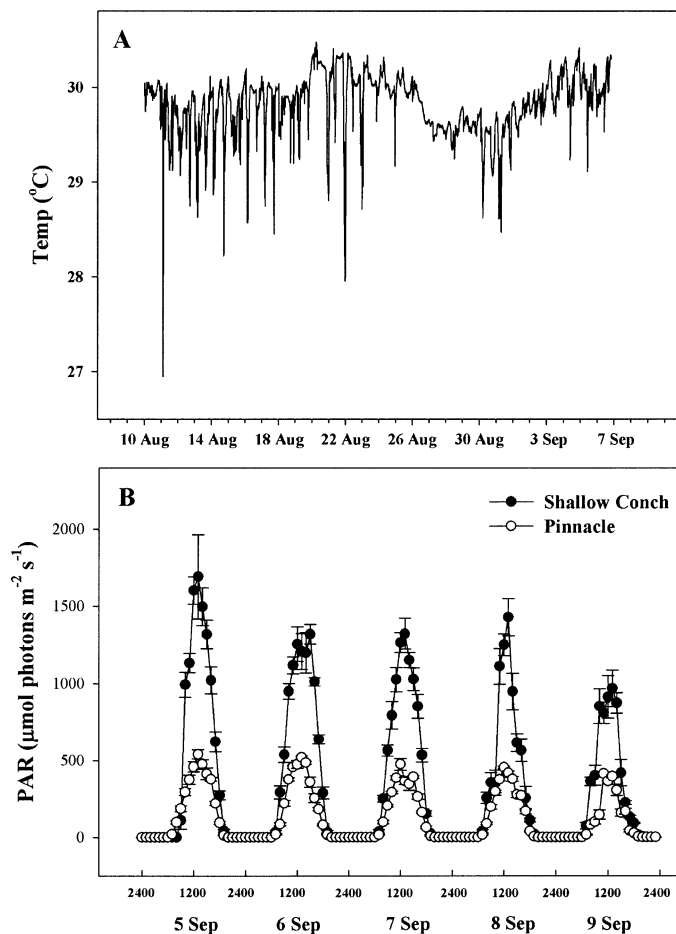 A
30
29
28
27
Temp (°C)
10 Aug 14 Aug 18 Aug 22 Aug 26 Aug 30 Aug 3 Sep 7 Sep
B
Shallow Conch
Pinnacle
2000
1500
1000
500
0
PAR (μmol photons m⁻² s⁻¹)
2400 1200 2400 1200 2400 1200 2400 1200 2400 1200 2400
5 Sep 6 Sep 7 Sep 8 Sep 9 Sep